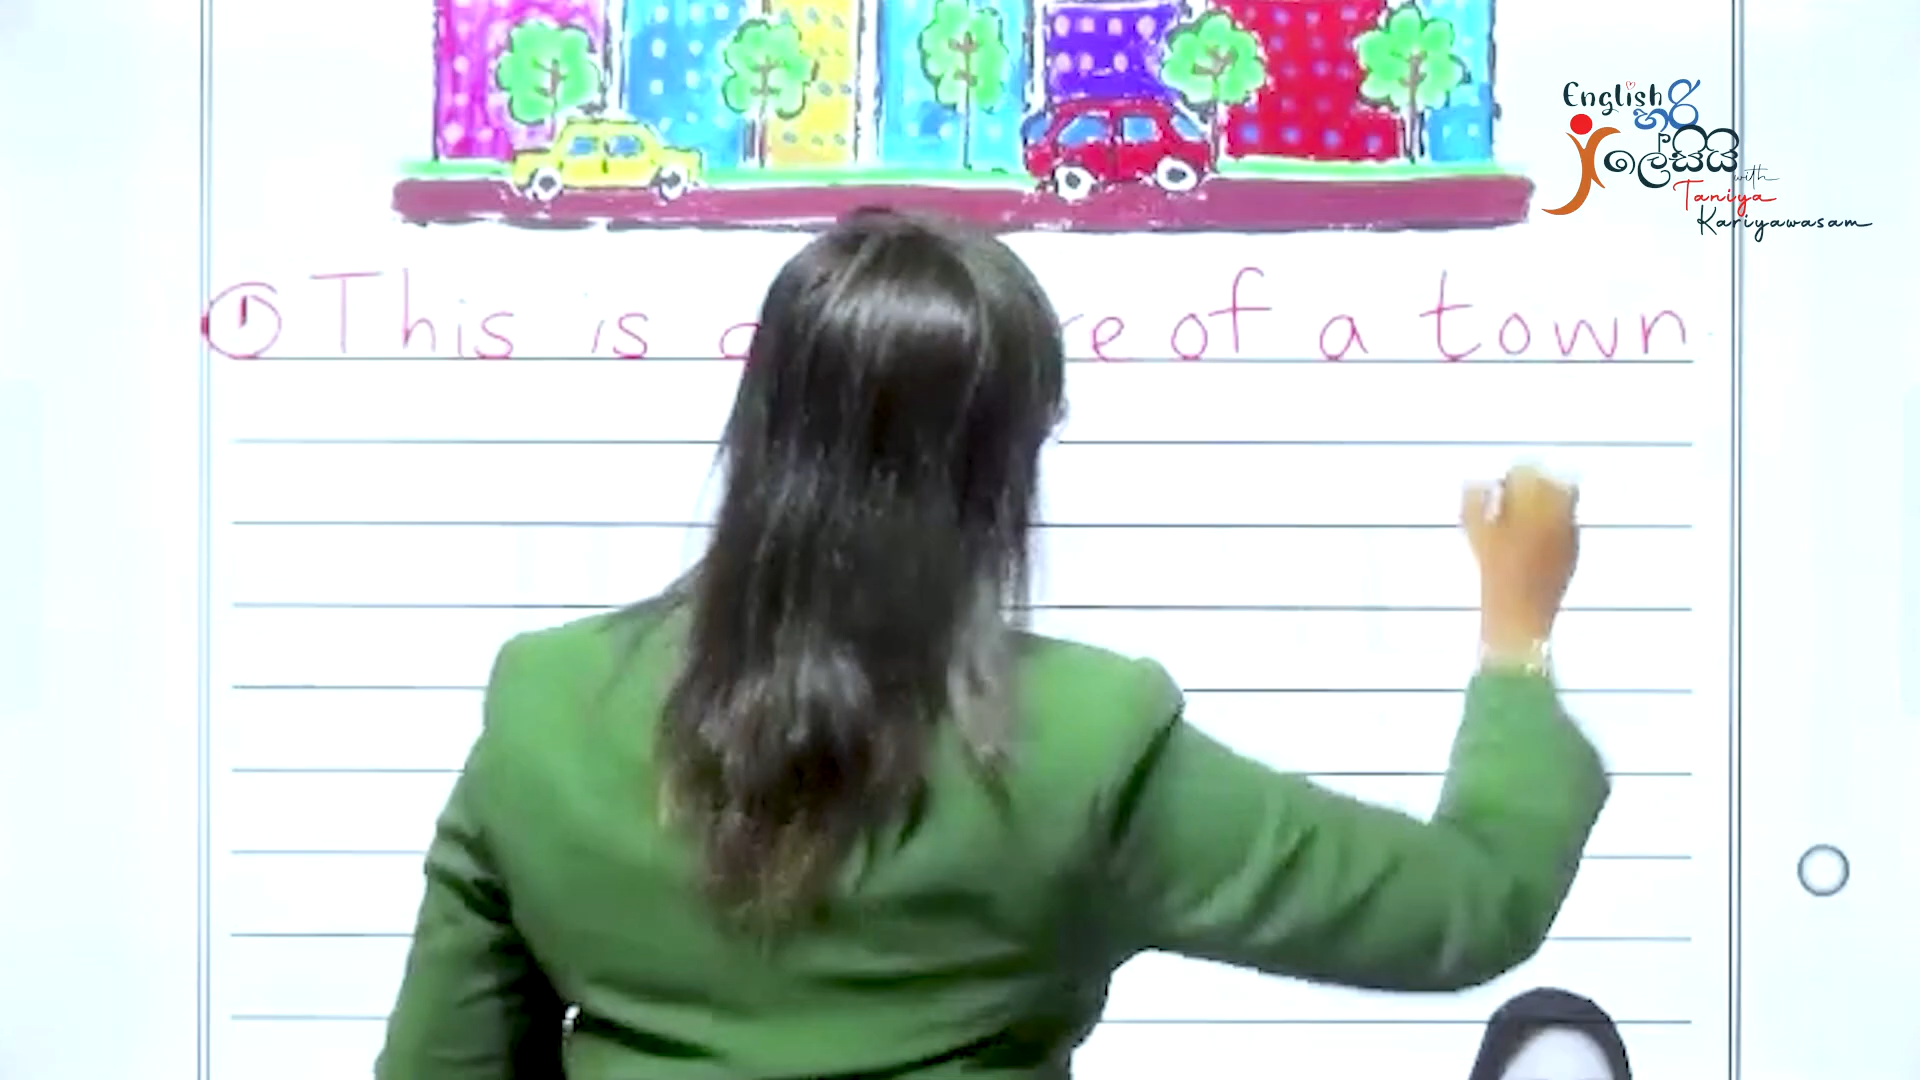 English හරි
ලේසියි
with
Taniya
Kariyawasam
① This is of a town